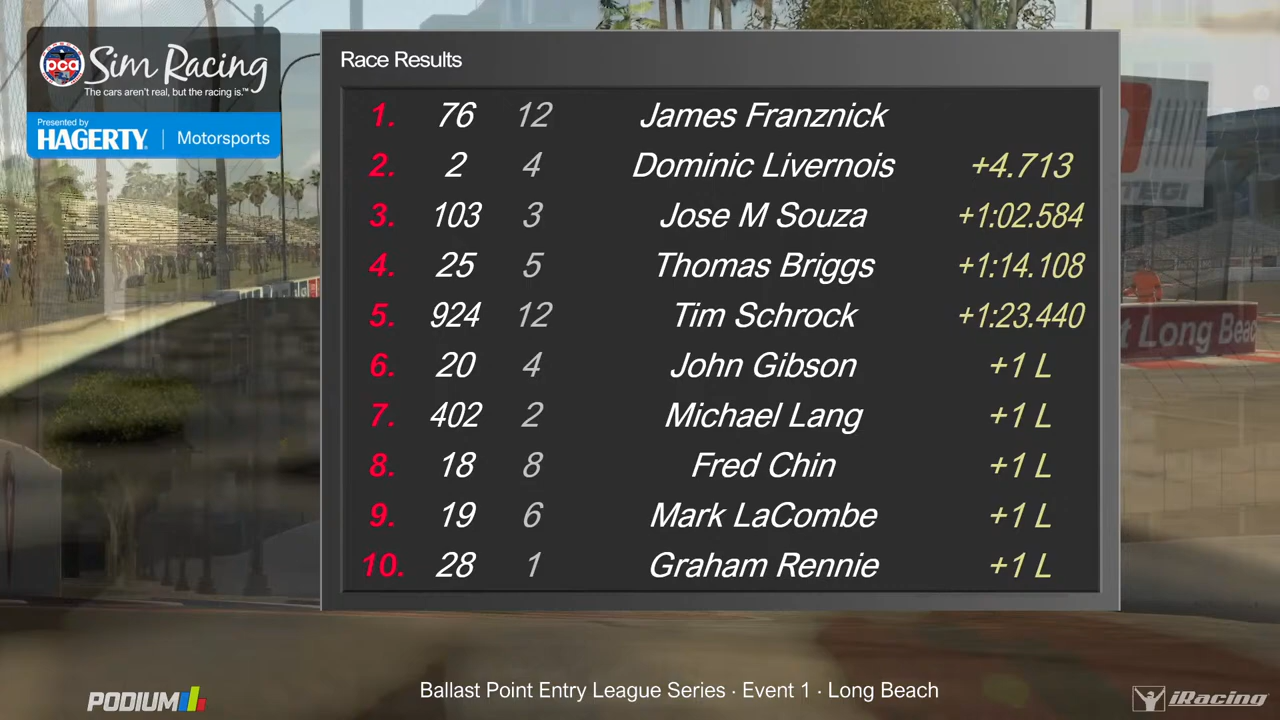 pca Sim Racing
The cars aren't real, but the racing is.™
Presented by
HAGERTY | Motorsports
Race Results
1. 76 12 James Franznick
2. 2 4 Dominic Livernois +4.713
3. 103 3 Jose M Souza +1:02.584
4. 25 5 Thomas Briggs +1:14.108
5. 924 12 Tim Schrock +1:23.440
6. 20 4 John Gibson +1 L
7. 402 2 Michael Lang +1 L
8. 18 8 Fred Chin +1 L
9. 19 6 Mark LaCombe +1 L
10. 28 1 Graham Rennie +1 L
Long Beac
Ballast Point Entry League Series · Event 1 · Long Beach
PODIUM
iRacing